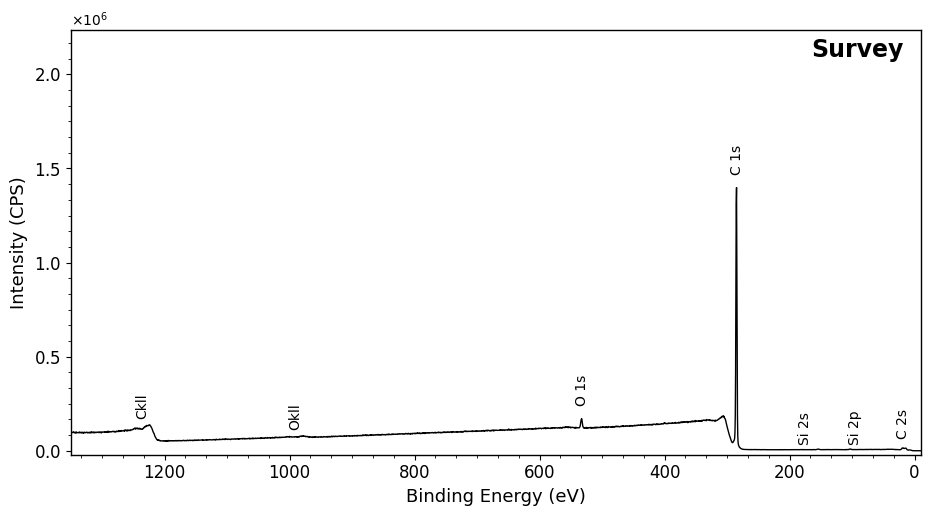 ×10⁶
Survey
2.0
1.5
1.0
0.5
0.0
Intensity (CPS)
Ckll
Okll
O 1s
C 1s
Si 2s
Si 2p
C 2s
1200 1000 800 600 400 200 0
Binding Energy (eV)